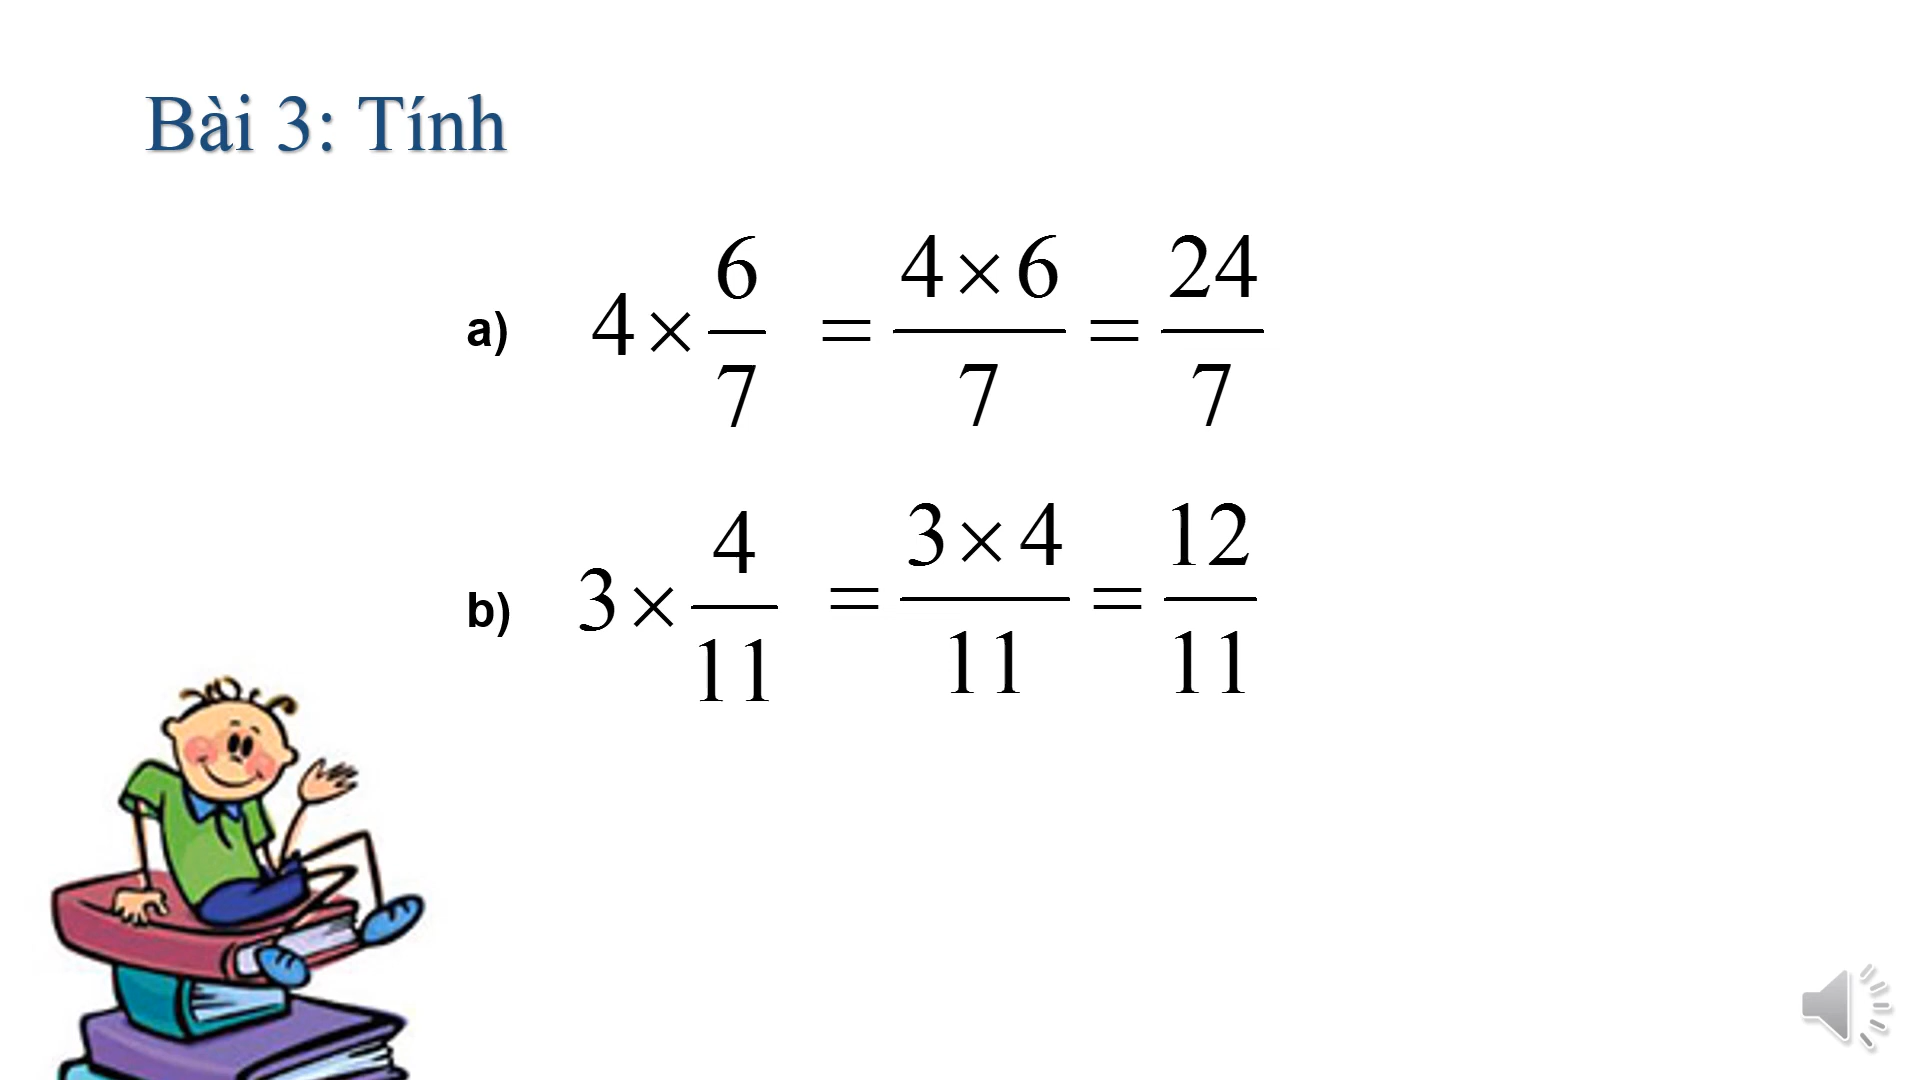 Bài 3: Tính
a) 4 × 6/7 = 4 × 6/7 = 24/7
b) 3 × 4/11 = 3 × 4/11 = 12/11